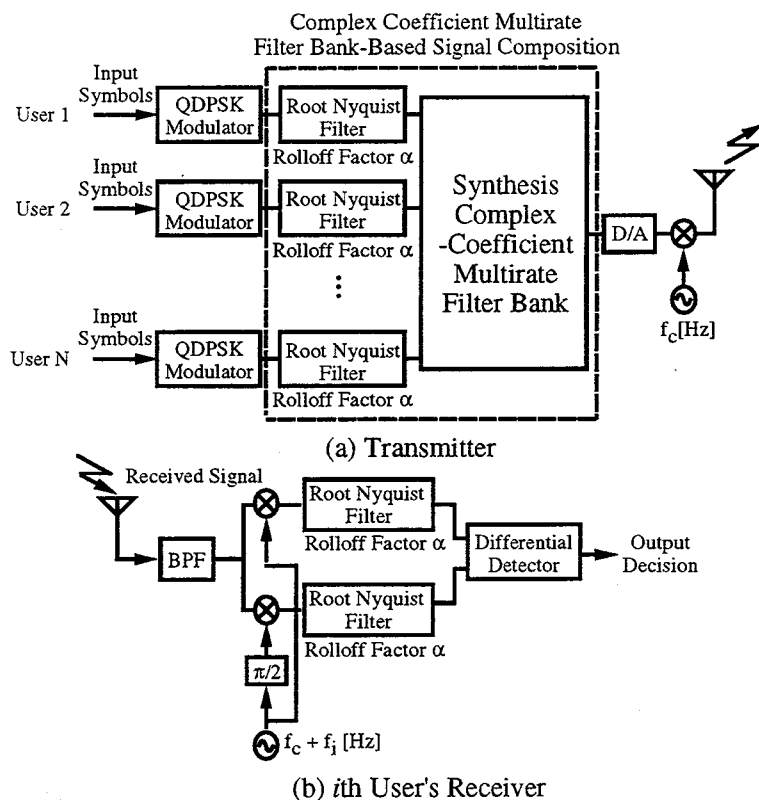 Complex Coefficient Multirate
Filter Bank-Based Signal Composition
User 1
Input
Symbols
QDPSK
Modulator
Root Nyquist
Filter
Rolloff Factor α
User 2
Input
Symbols
QDPSK
Modulator
Root Nyquist
Filter
Rolloff Factor α
User N
Input
Symbols
QDPSK
Modulator
Root Nyquist
Filter
Rolloff Factor α
Synthesis
Complex
-Coefficient
Multirate
Filter Bank
D/A
fc[Hz]
(a) Transmitter
Received Signal
BPF
Root Nyquist
Filter
Rolloff Factor α
Root Nyquist
Filter
Rolloff Factor α
π/2
fc + fi [Hz]
Differential
Detector
Output
Decision
(b) ith User's Receiver